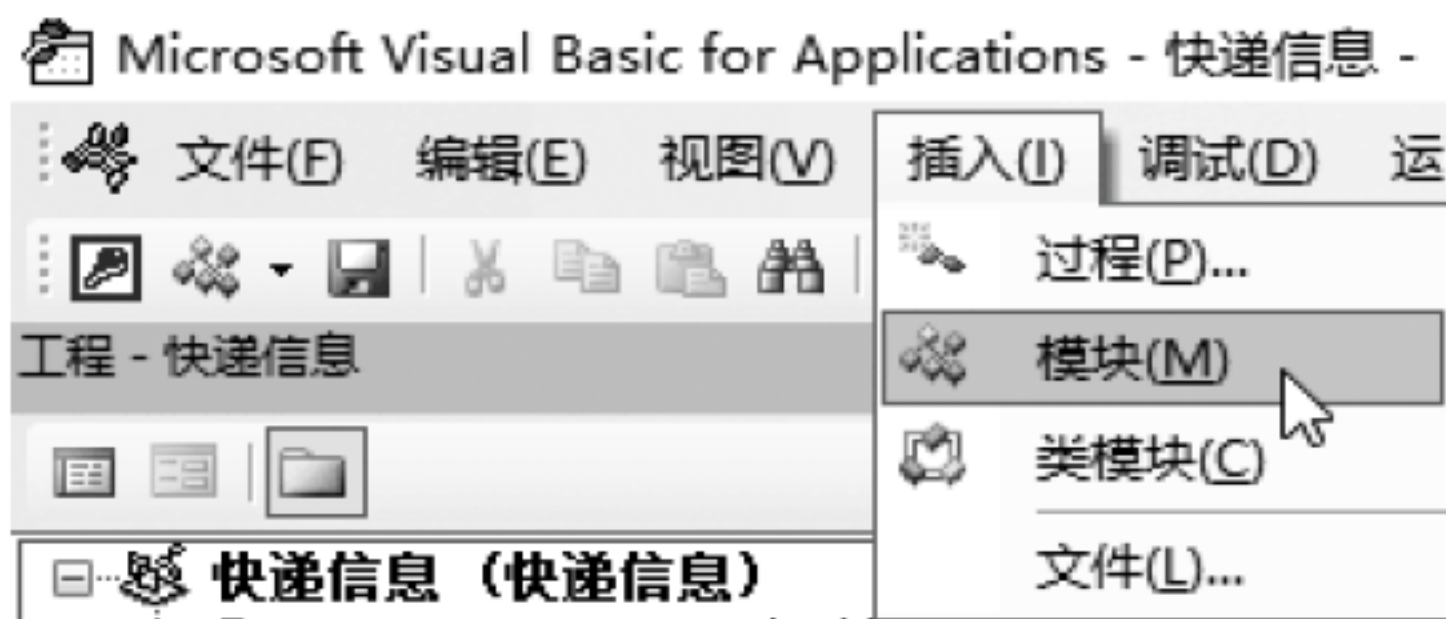 Microsoft Visual Basic for Applications - 快递信息 -
文件(F) 编辑(E) 视图(V) 插入(I) 调试(D) 运
过程(P)...
工程 - 快递信息
模块(M)
类模块(C)
快递信息（快递信息）
文件(L)...